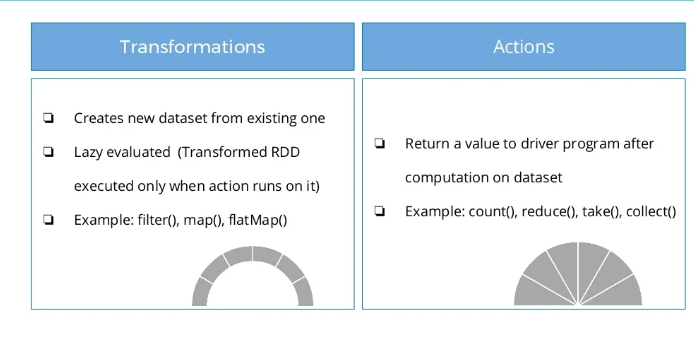 Transformations
Creates new dataset from existing one
Lazy evaluated (Transformed RDD
executed only when action runs on it)
Example: filter(), map(), flatMap()
Actions
Return a value to driver program after
computation on dataset
Example: count(), reduce(), take(), collect()